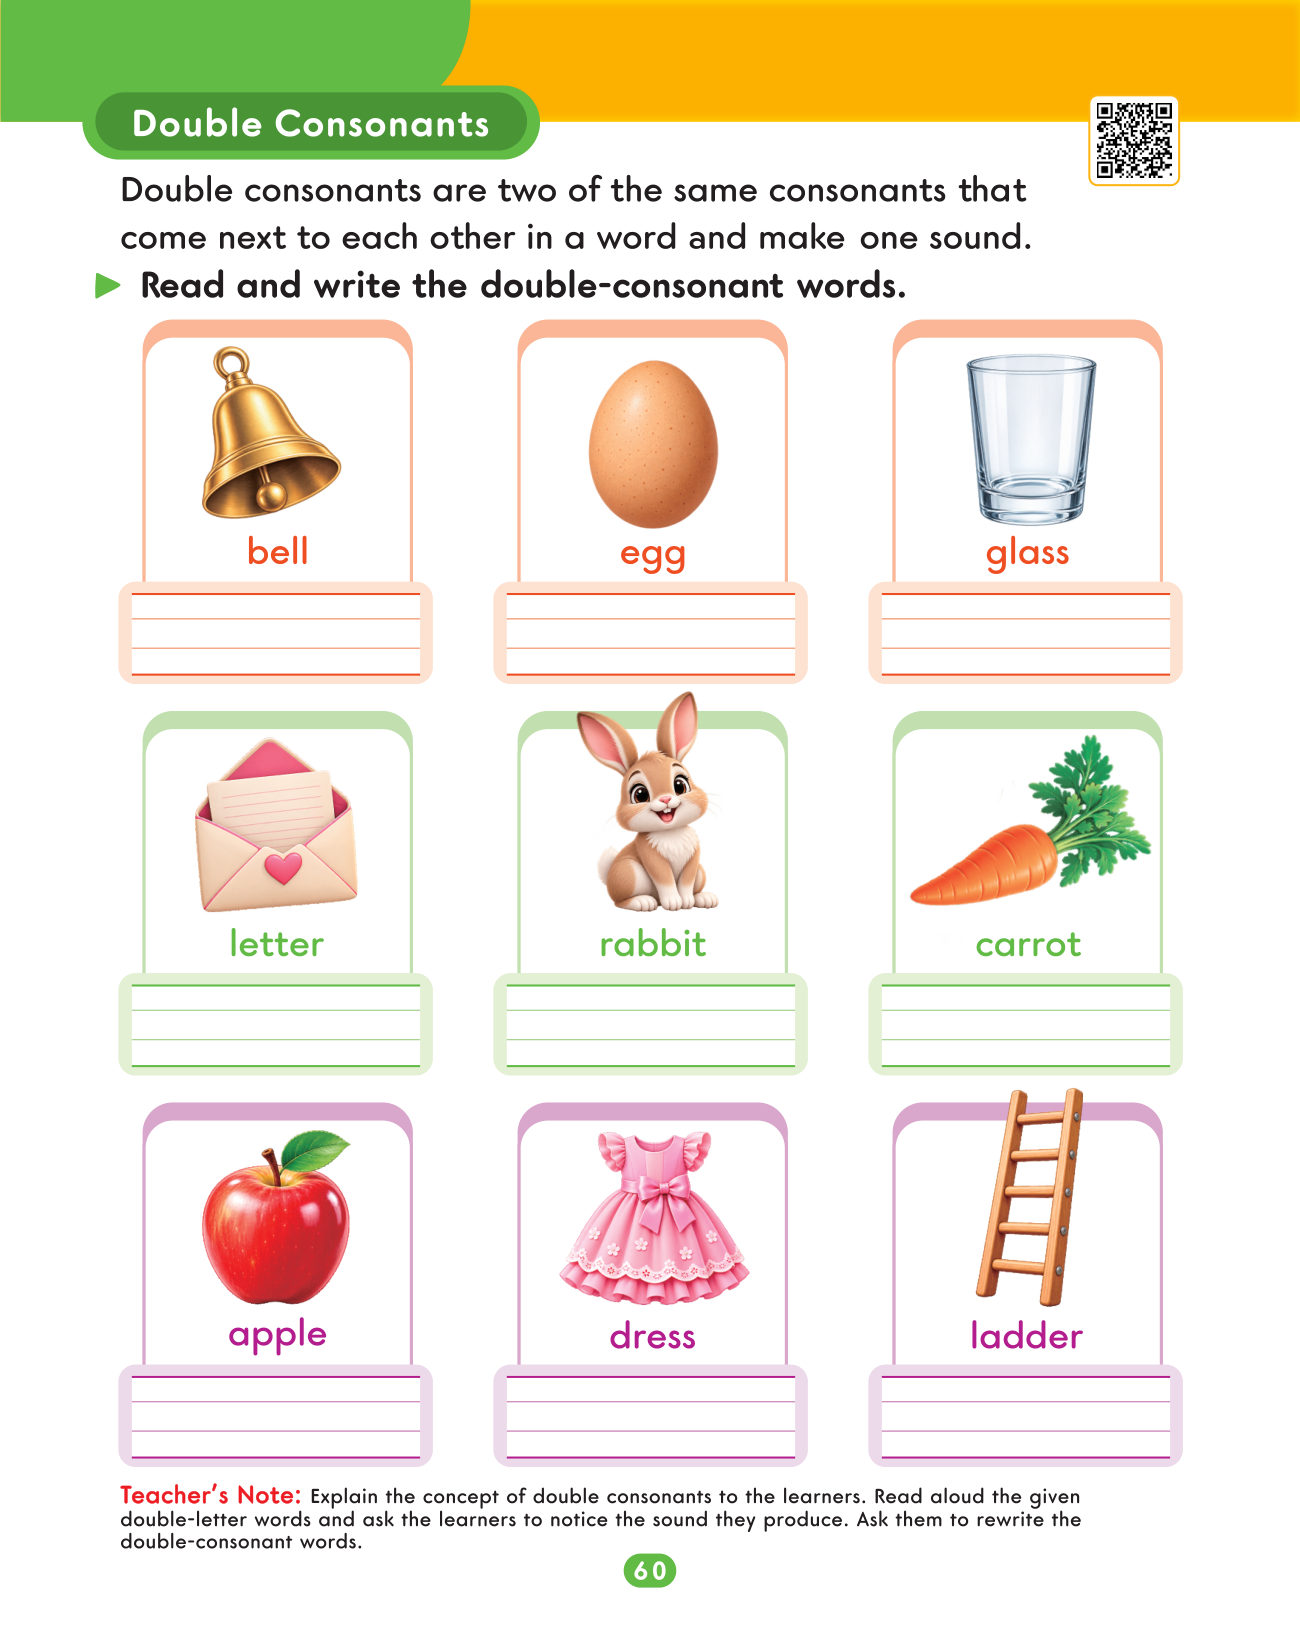 Double Consonants
Double consonants are two of the same consonants that
come next to each other in a word and make one sound.
Read and write the double-consonant words.
bell
egg
glass
letter
rabbit
carrot
apple
dress
ladder
Teacher's Note: Explain the concept of double consonants to the learners. Read aloud the given
double-letter words and ask the learners to notice the sound they produce. Ask them to rewrite the
double-consonant words.
60